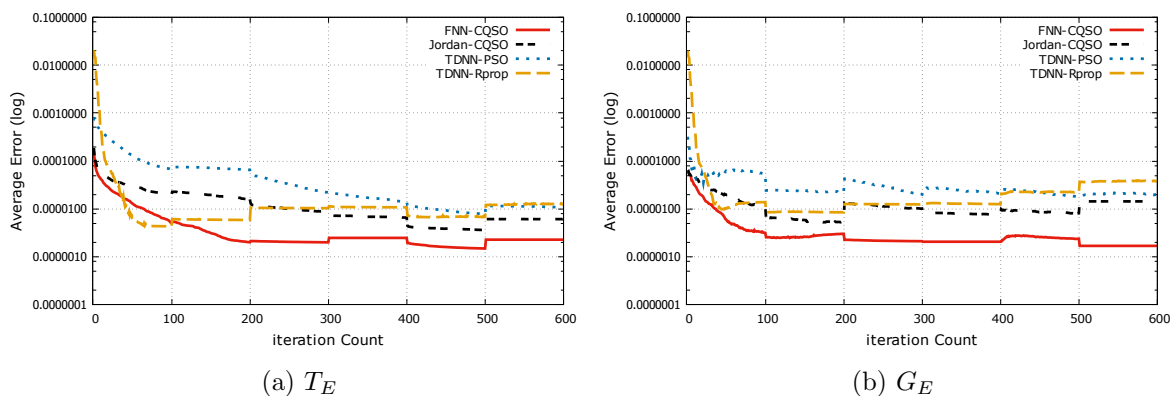 0.1000000
0.0100000
0.0010000
0.0001000
0.0000100
0.0000010
0.0000001
Average Error (log)
FNN-CQSO
Jordan-CQSO
TDNN-PSO
TDNN-Rprop
0 100 200 300 400 500 600
iteration Count
(a) T_E
0.1000000
0.0100000
0.0010000
0.0001000
0.0000100
0.0000010
0.0000001
Average Error (log)
FNN-CQSO
Jordan-CQSO
TDNN-PSO
TDNN-Rprop
0 100 200 300 400 500 600
iteration Count
(b) G_E